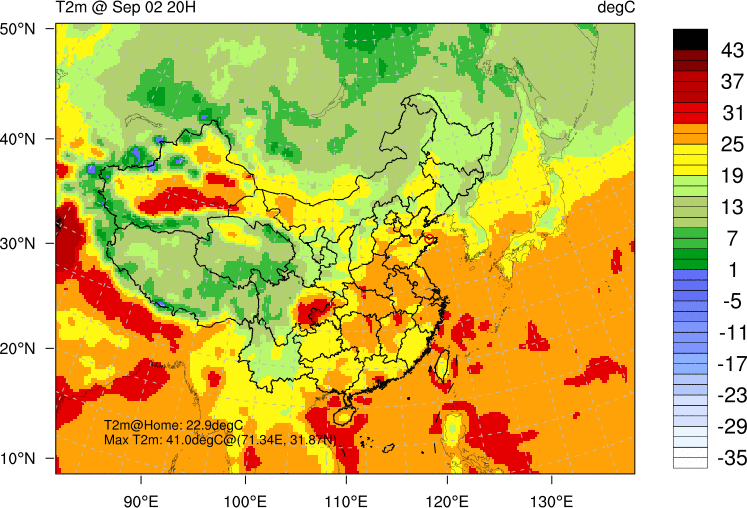 T2m @ Sep 02 20H degC
50°N
40°N
30°N
20°N
10°N
90°E 100°E 110°E 120°E 130°E
T2m@Home: 22.9degC
Max T2m: 41.0degC@(71.34E, 31.87N)
43
37
31
25
19
13
7
1
-5
-11
-17
-23
-29
-35